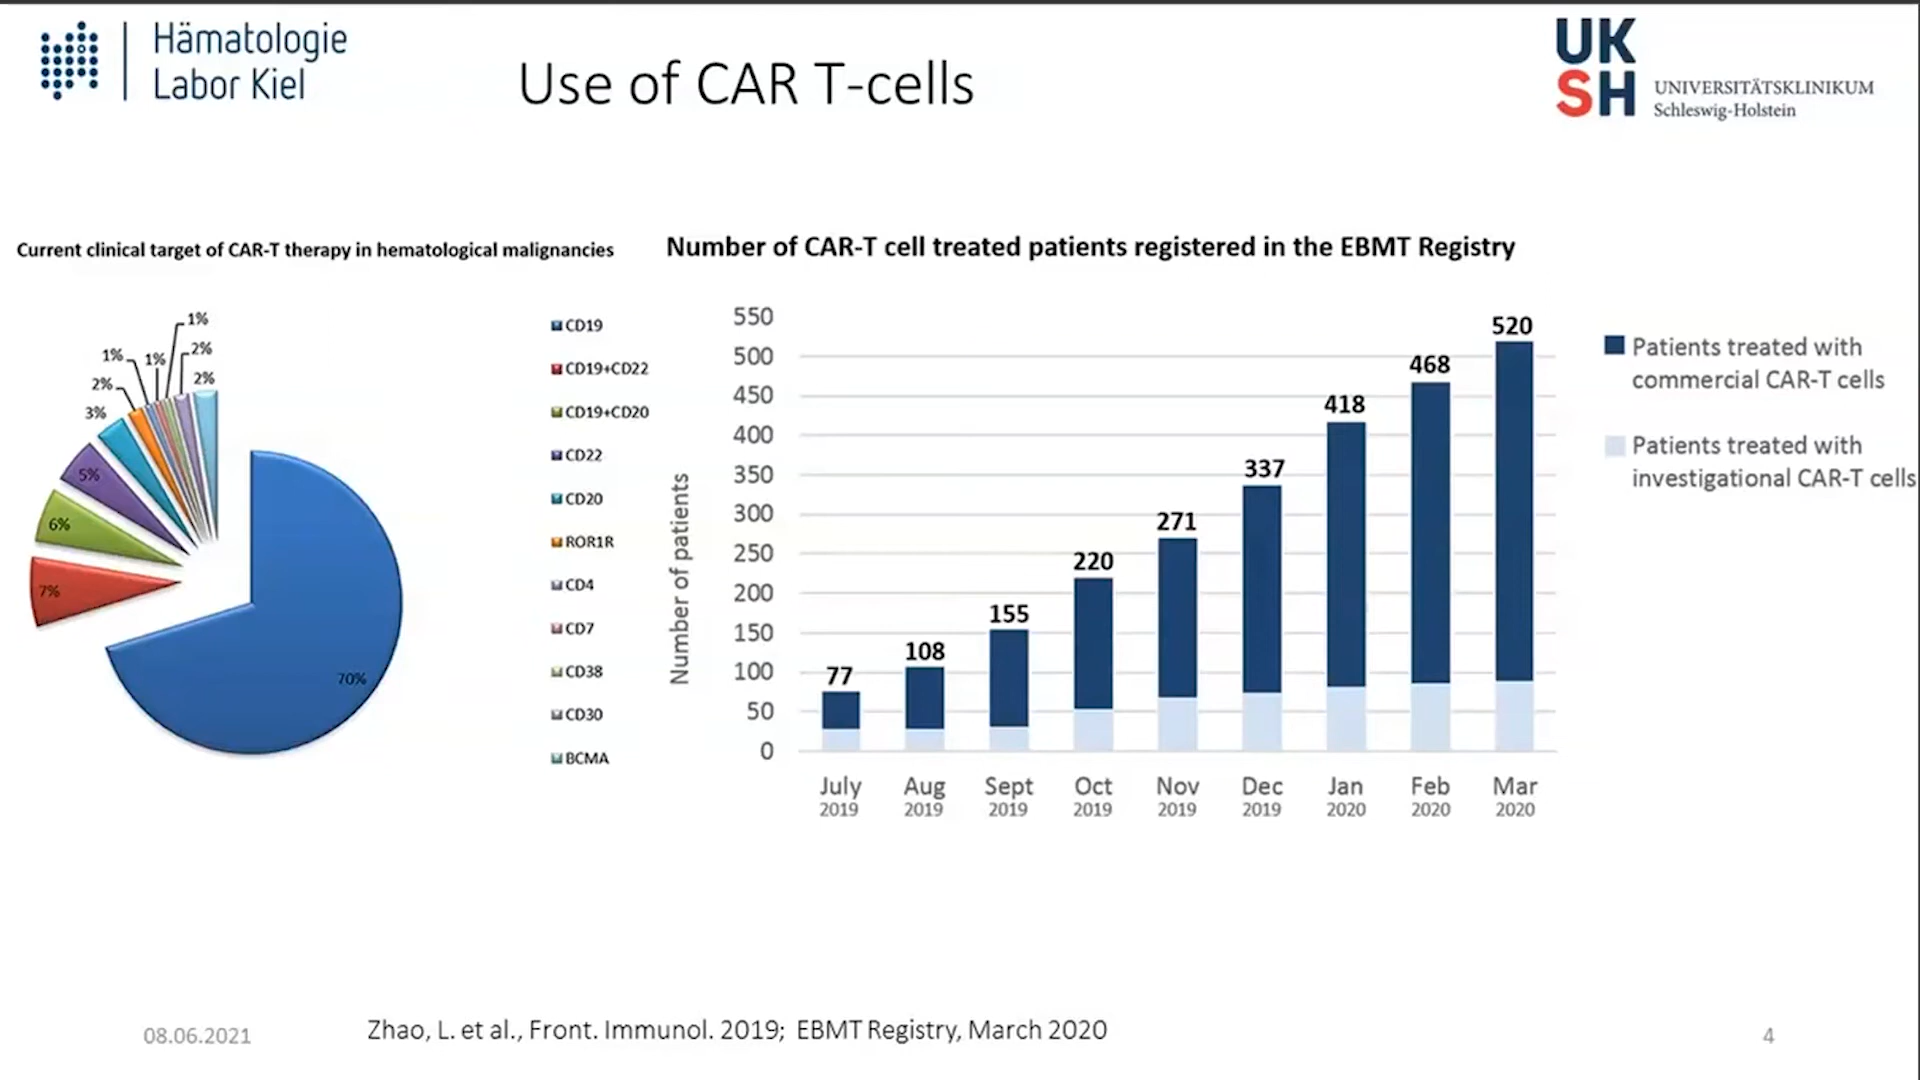 Hämatologie
Labor Kiel
Use of CAR T-cells
UK
SH
UNIVERSITÄTSKLINIKUM
Schleswig-Holstein
Current clinical target of CAR-T therapy in hematological malignancies
1%
2%
1%
1%
2%
2%
3%
5%
6%
7%
70%
CD19
CD19+CD22
CD19+CD20
CD22
CD20
ROR1R
CD4
CD7
CD38
CD30
BCMA
Number of CAR-T cell treated patients registered in the EBMT Registry
Number of patients
550
500
450
400
350
300
250
200
150
100
50
0
77
108
155
220
271
337
418
468
520
July
2019
Aug
2019
Sept
2019
Oct
2019
Nov
2019
Dec
2019
Jan
2020
Feb
2020
Mar
2020
Patients treated with
commercial CAR-T cells
Patients treated with
investigational CAR-T cells
08.06.2021
Zhao, L. et al., Front. Immunol. 2019; EBMT Registry, March 2020
4